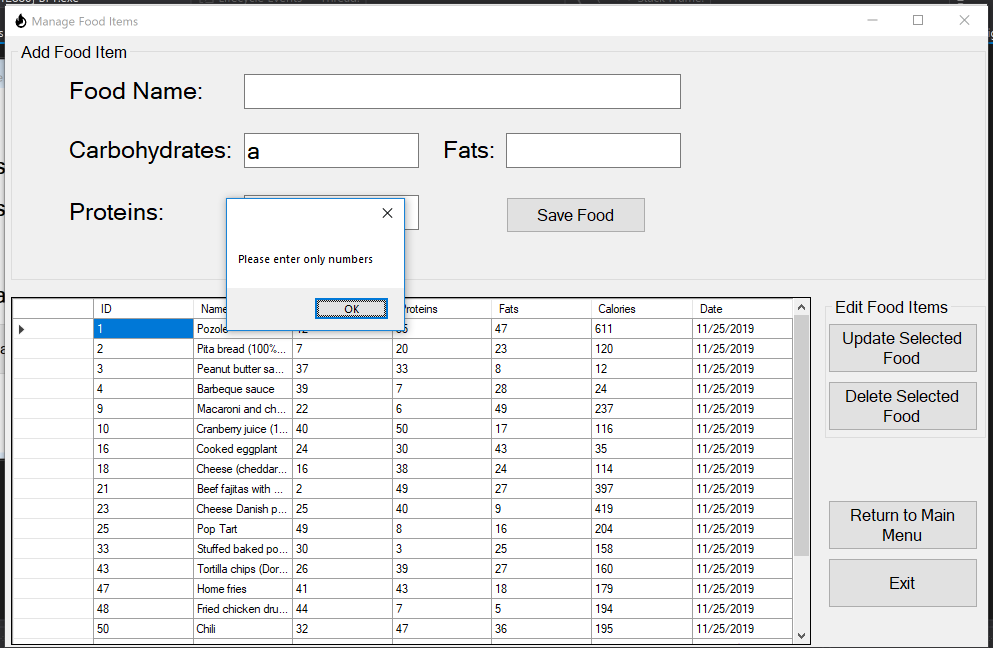 Manage Food Items
Add Food Item
Food Name:
Carbohydrates: a Fats:
Proteins: Save Food
Please enter only numbers
OK
ID Name Proteins Fats Calories Date
1 Pozole 12 35 47 611 11/25/2019
2 Pita bread (100%... 7 20 23 120 11/25/2019
3 Peanut butter sa... 37 33 8 12 11/25/2019
4 Barbeque sauce 39 7 28 24 11/25/2019
9 Macaroni and ch... 22 6 49 237 11/25/2019
10 Cranberry juice (1... 40 50 17 116 11/25/2019
16 Cooked eggplant 24 30 43 35 11/25/2019
18 Cheese (cheddar... 16 38 24 114 11/25/2019
21 Beef fajitas with ... 2 49 27 397 11/25/2019
23 Cheese Danish p... 25 40 9 419 11/25/2019
25 Pop Tart 49 8 16 204 11/25/2019
33 Stuffed baked po... 30 3 25 158 11/25/2019
43 Tortilla chips (Dor... 26 39 27 160 11/25/2019
47 Home fries 41 43 18 179 11/25/2019
48 Fried chicken dru... 44 7 5 194 11/25/2019
50 Chili 32 47 36 195 11/25/2019
Edit Food Items
Update Selected
Food
Delete Selected
Food
Return to Main
Menu
Exit